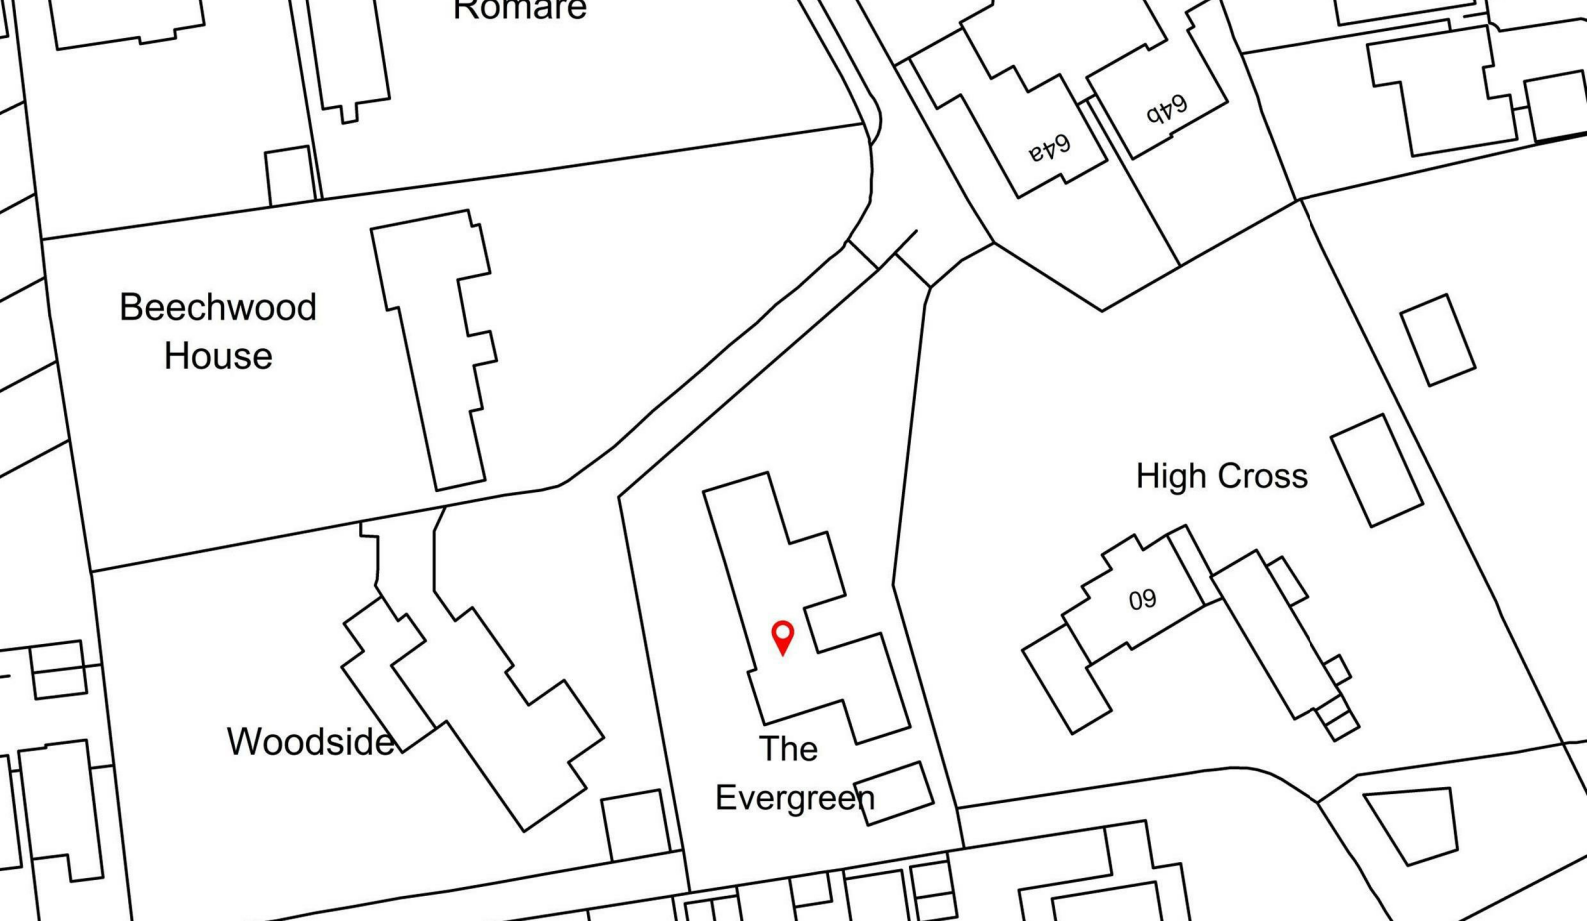 Romare
64b
64a
Beechwood
House
High Cross
60
Woodside
The
Evergreen